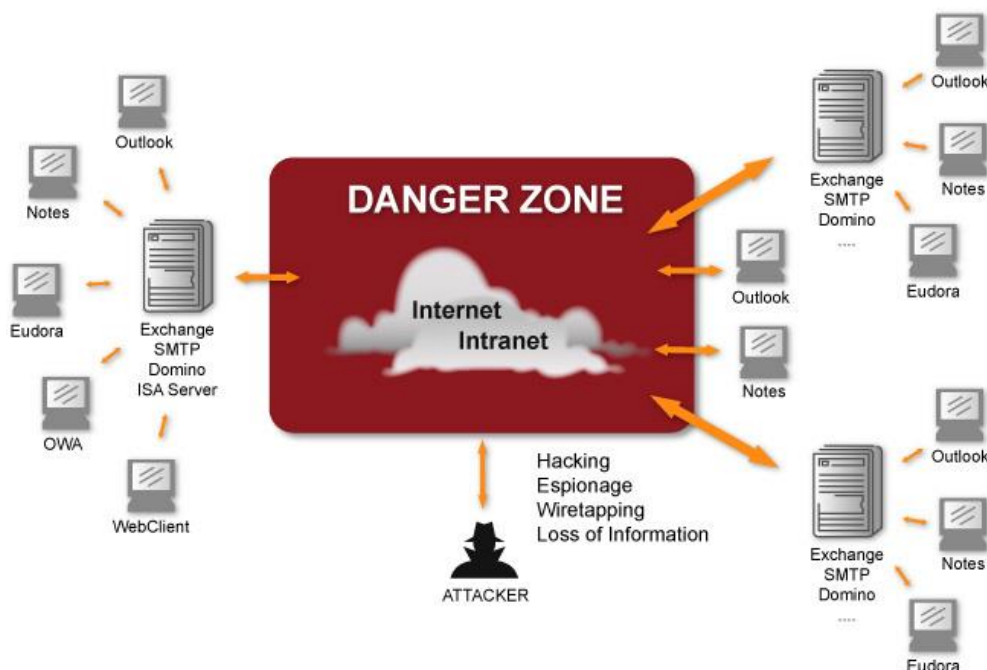 Outlook
Notes
Eudora
OWA
WebClient
Exchange
SMTP
Domino
ISA Server
DANGER ZONE
Internet
Intranet
Hacking
Espionage
Wiretapping
Loss of Information
ATTACKER
Outlook
Notes
Exchange
SMTP
Domino
....
Outlook
Notes
Eudora
Exchange
SMTP
Domino
....
Outlook
Notes
Eudora